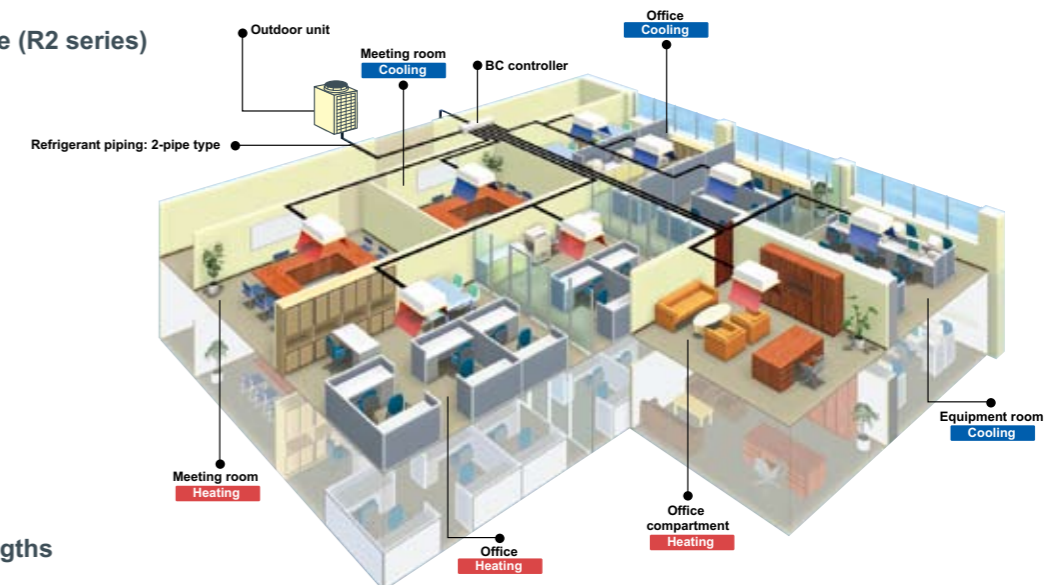 e (R2 series)
Outdoor unit
Office
Cooling
Meeting room
Cooling
BC controller
Refrigerant piping: 2-pipe type
Equipment room
Cooling
Meeting room
Heating
Office
compartment
Heating
Office
Heating
gths